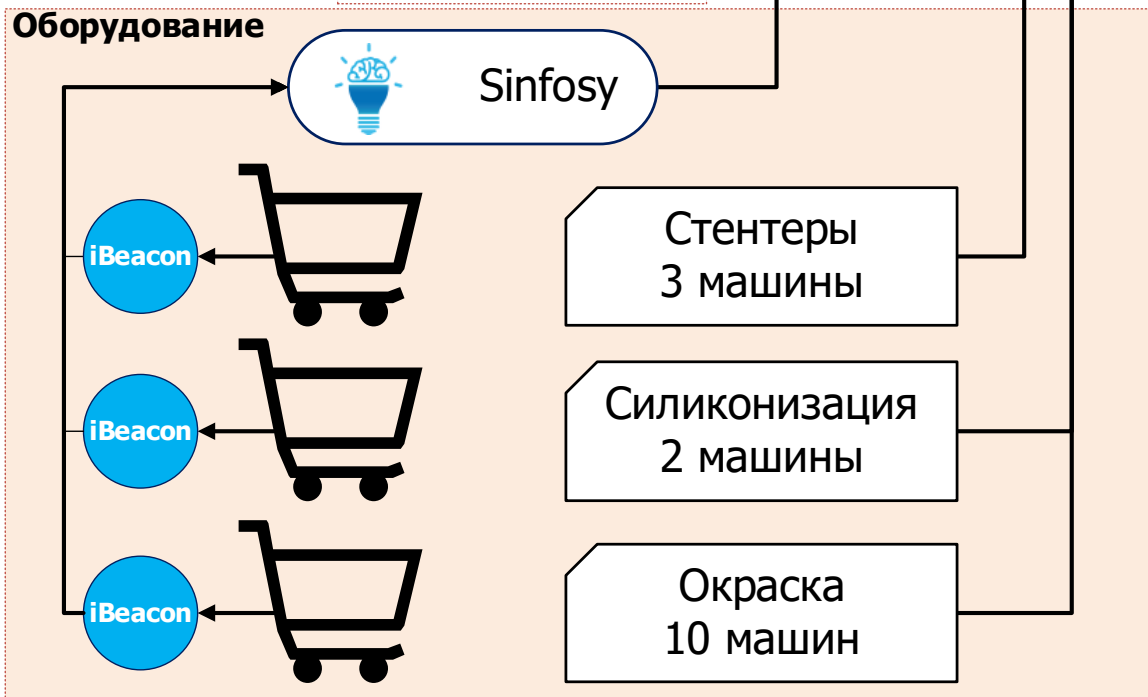 Оборудование
Sinfosy
iBeacon
Стентеры
3 машины
iBeacon
Силиконизация
2 машины
iBeacon
Окраска
10 машин